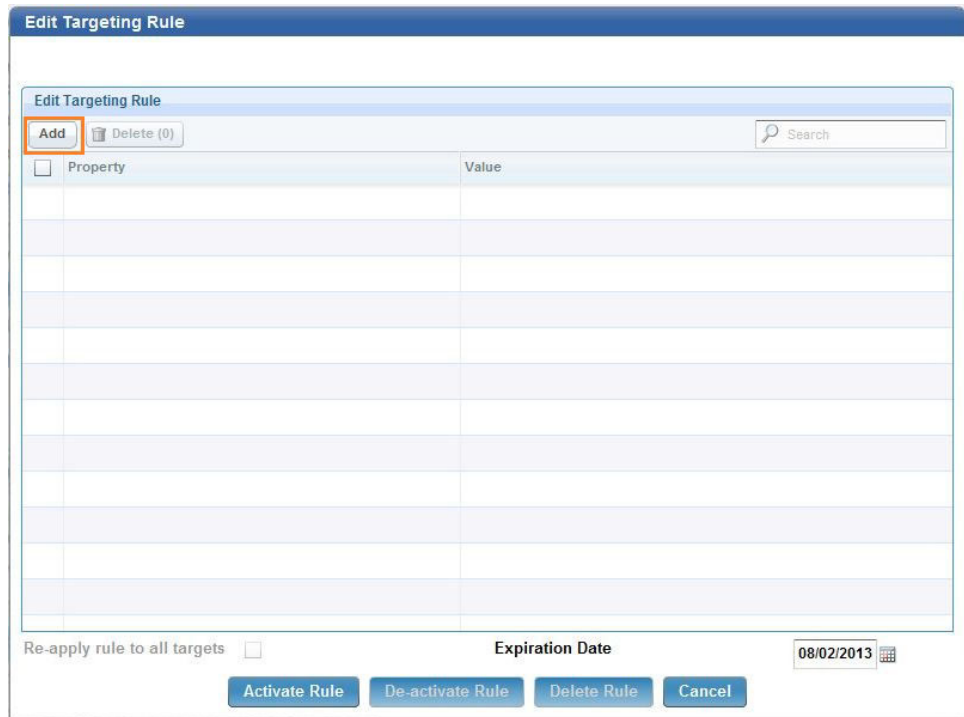 Edit Targeting Rule
Edit Targeting Rule
Add Delete (0) Search
Property Value
Re-apply rule to all targets Expiration Date 08/02/2013
Activate Rule De-activate Rule Delete Rule Cancel